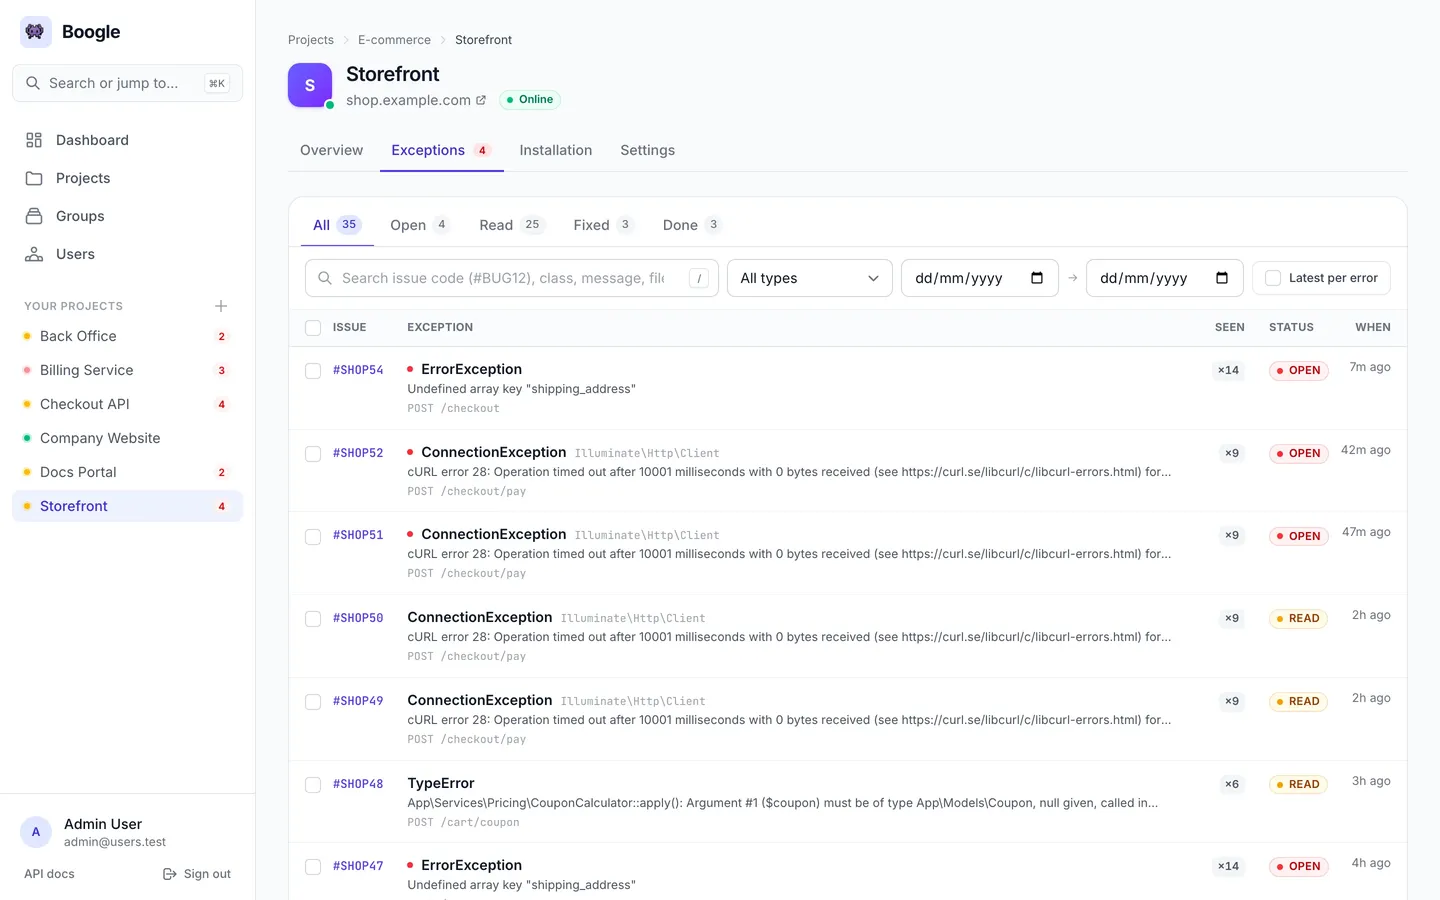 Boogle
Search or jump to... ⌘K
Dashboard
Projects
Groups
Users
YOUR PROJECTS
Back Office 2
Billing Service 3
Checkout API 4
Company Website
Docs Portal 2
Storefront 4
A
Admin User
admin@users.test
API docs Sign out
Projects E-commerce Storefront
S
Storefront
shop.example.com Online
Overview Exceptions 4 Installation Settings
All 35 Open 4 Read 25 Fixed 3 Done 3
Search issue code (#BUG12), class, message, file / All types dd/mm/yyyy → dd/mm/yyyy Latest per error
ISSUE EXCEPTION SEEN STATUS WHEN
#SHOP54 ErrorException ×14 OPEN 7m ago
Undefined array key "shipping_address"
POST /checkout
#SHOP52 ConnectionException Illuminate\Http\Client ×9 OPEN 42m ago
cURL error 28: Operation timed out after 10001 milliseconds with 0 bytes received (see https://curl.se/libcurl/c/libcurl-errors.html) for...
POST /checkout/pay
#SHOP51 ConnectionException Illuminate\Http\Client ×9 OPEN 47m ago
cURL error 28: Operation timed out after 10001 milliseconds with 0 bytes received (see https://curl.se/libcurl/c/libcurl-errors.html) for...
POST /checkout/pay
#SHOP50 ConnectionException Illuminate\Http\Client ×9 READ 2h ago
cURL error 28: Operation timed out after 10001 milliseconds with 0 bytes received (see https://curl.se/libcurl/c/libcurl-errors.html) for...
POST /checkout/pay
#SHOP49 ConnectionException Illuminate\Http\Client ×9 READ 2h ago
cURL error 28: Operation timed out after 10001 milliseconds with 0 bytes received (see https://curl.se/libcurl/c/libcurl-errors.html) for...
POST /checkout/pay
#SHOP48 TypeError ×6 READ 3h ago
App\Services\Pricing\CouponCalculator::apply(): Argument #1 ($coupon) must be of type App\Models\Coupon, null given, called in...
POST /cart/coupon
#SHOP47 ErrorException ×14 OPEN 4h ago
Undefined array key "shipping_address"